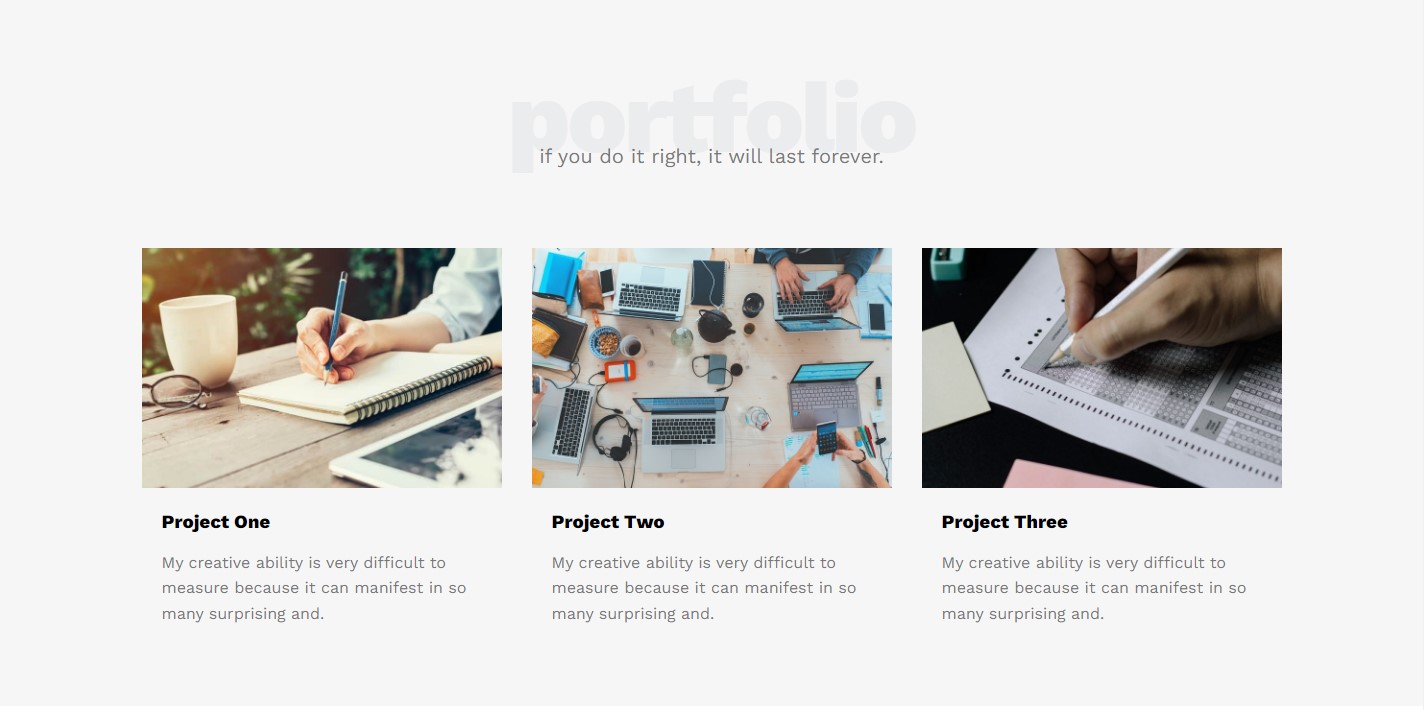 portfolio
if you do it right, it will last forever.
Project One
My creative ability is very difficult to
measure because it can manifest in so
many surprising and.
Project Two
My creative ability is very difficult to
measure because it can manifest in so
many surprising and.
Project Three
My creative ability is very difficult to
measure because it can manifest in so
many surprising and.